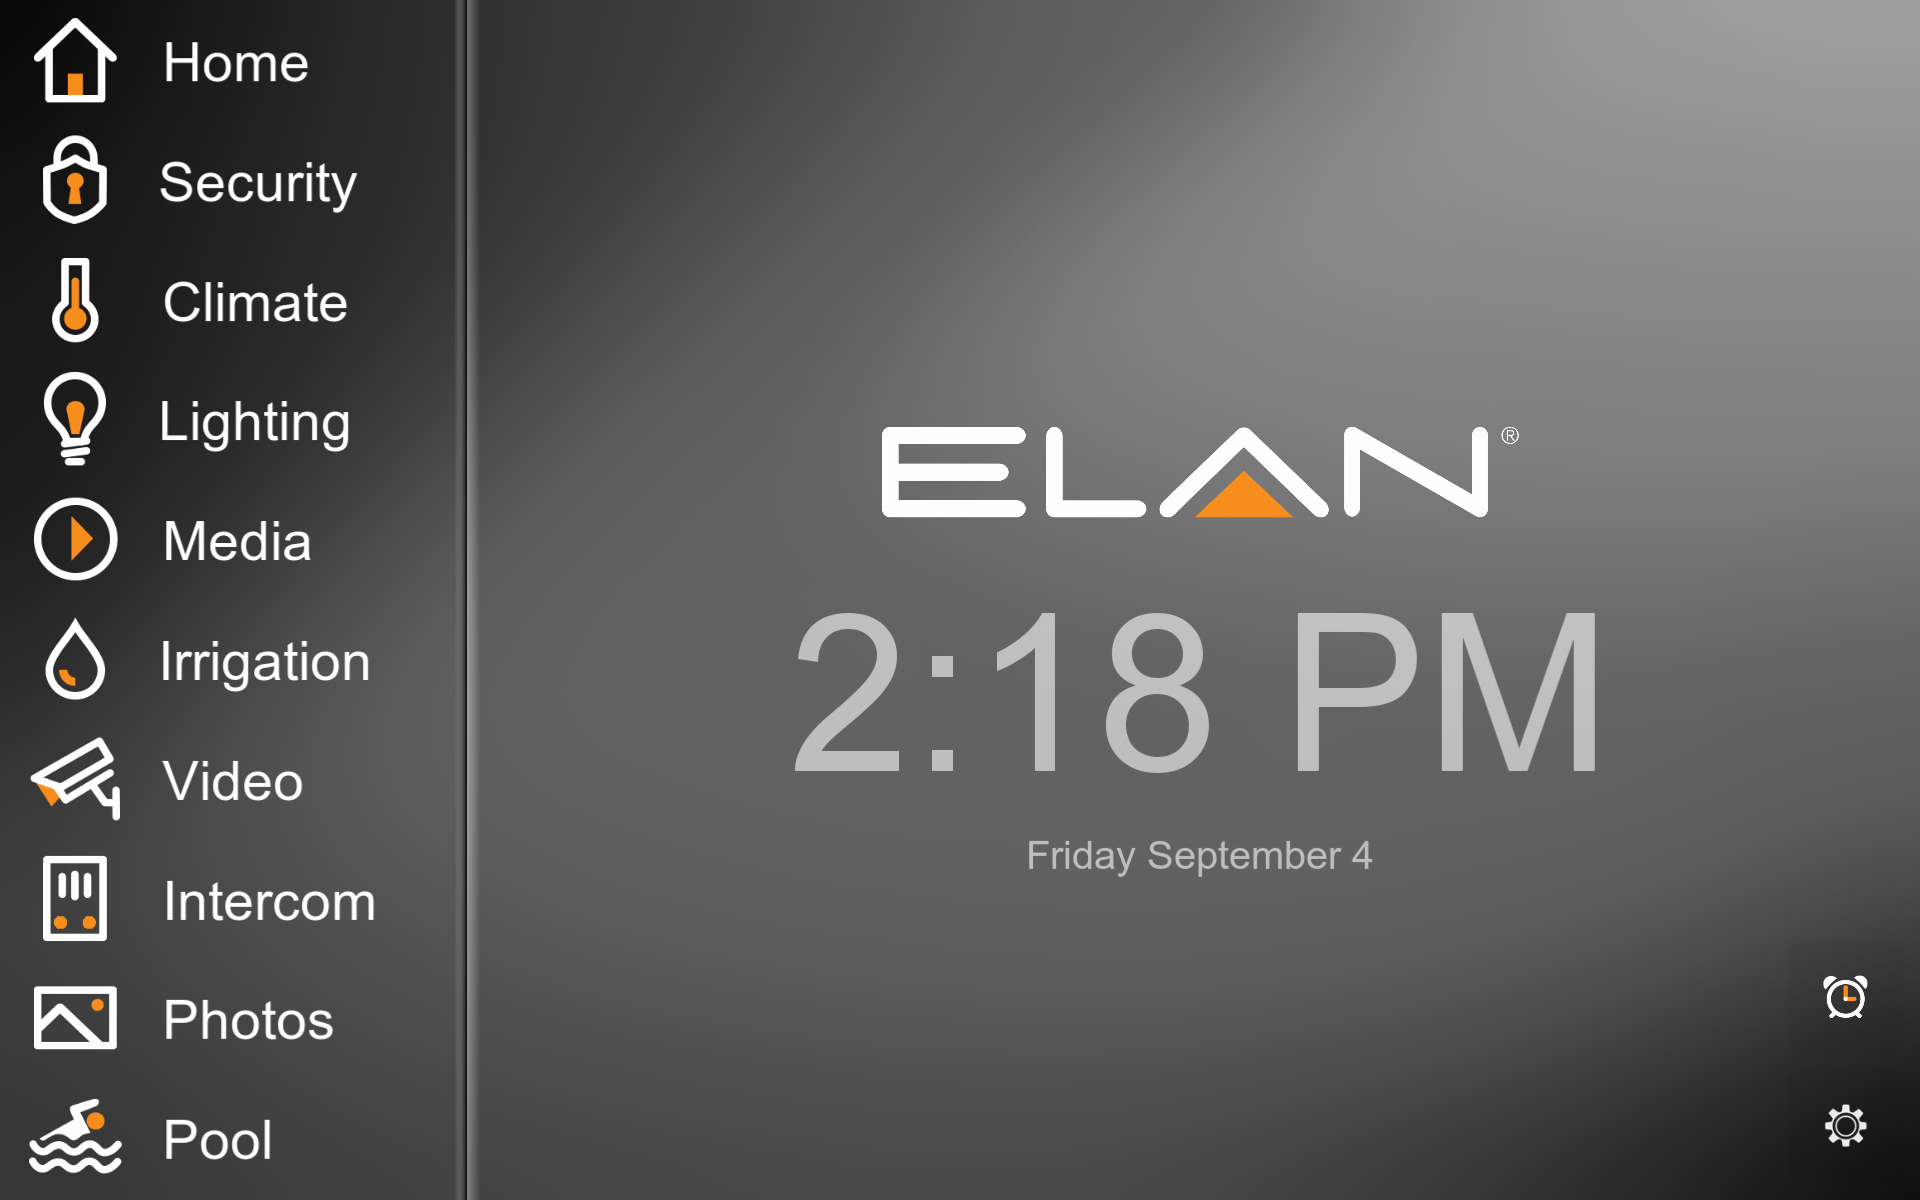 Home
Security
Climate
Lighting
Media
Irrigation
Video
Intercom
Photos
Pool
ELAN®
2:18 PM
Friday September 4